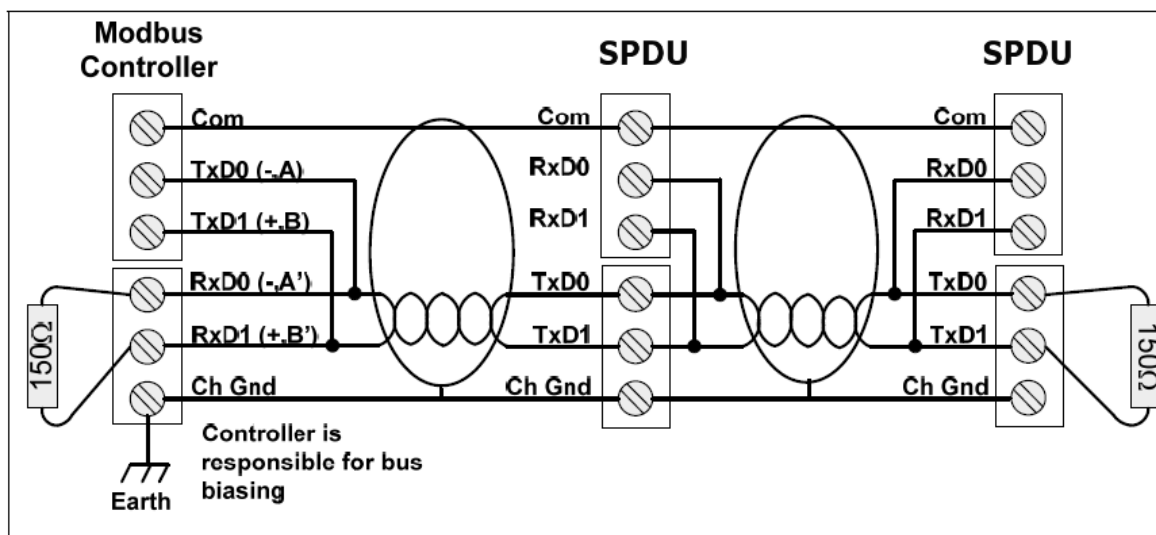 Modbus
Controller
SPDU
SPDU
Com
Com
Com
TxD0 (-,A)
RxD0
RxD0
TxD1 (+,B)
RxD1
RxD1
RxD0 (-,A’)
TxD0
TxD0
RxD1 (+,B’)
TxD1
TxD1
150Ω
150Ω
Ch Gnd
Ch Gnd
Ch Gnd
Controller is
responsible for bus
biasing
Earth